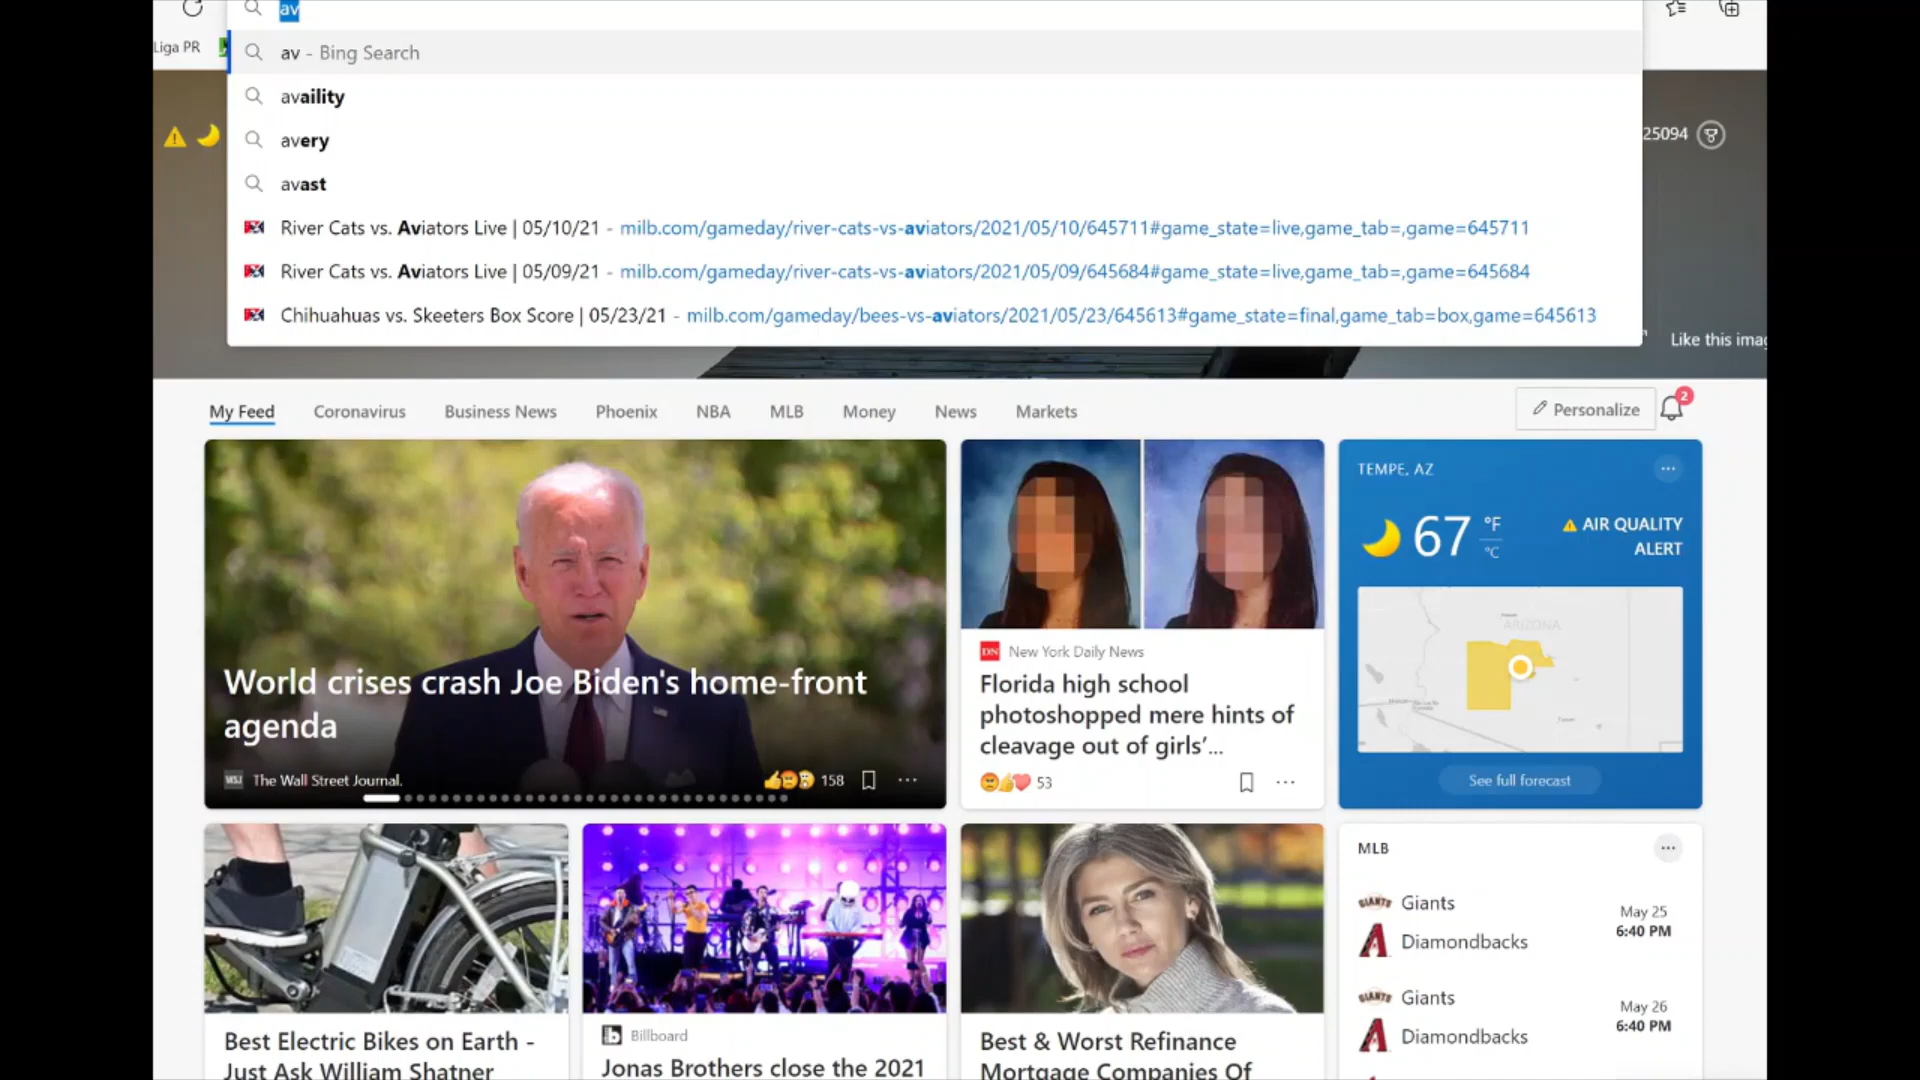 av
Liga PR
av - Bing Search
availity
avery
avast
River Cats vs. Aviators Live | 05/10/21 - milb.com/gameday/river-cats-vs-aviators/2021/05/10/645711#game_state=live,game_tab=,game=645711
River Cats vs. Aviators Live | 05/09/21 - milb.com/gameday/river-cats-vs-aviators/2021/05/09/645684#game_state=live,game_tab=,game=645684
Chihuahuas vs. Skeeters Box Score | 05/23/21 - milb.com/gameday/bees-vs-aviators/2021/05/23/645613#game_state=final,game_tab=box,game=645613
25094
Like this imag
My Feed Coronavirus Business News Phoenix NBA MLB Money News Markets
Personalize
2
World crises crash Joe Biden's home-front
agenda
WSJ The Wall Street Journal.
158
DN New York Daily News
Florida high school
photoshopped mere hints of
cleavage out of girls'...
53
TEMPE, AZ
67 °F
°C
AIR QUALITY
ALERT
ARIZONA
See full forecast
Best Electric Bikes on Earth -
Just Ask William Shatner
Billboard
Jonas Brothers close the 2021
Best & Worst Refinance
Mortgage Companies Of
MLB
GIANTS Giants
A Diamondbacks
May 25
6:40 PM
GIANTS Giants
A Diamondbacks
May 26
6:40 PM